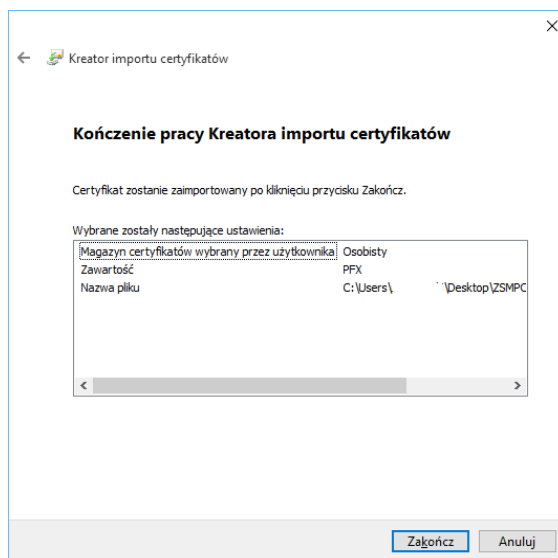 Kreator importu certyfikatów
Kończenie pracy Kreatora importu certyfikatów
Certyfikat zostanie zaimportowany po kliknięciu przycisku Zakończ.
Wybrane zostały następujące ustawienia:
Magazyn certyfikatów wybrany przez użytkownika Osobisty
Zawartość PFX
Nazwa pliku C:\Users\ \Desktop\ZSMPC
Zakończ Anuluj